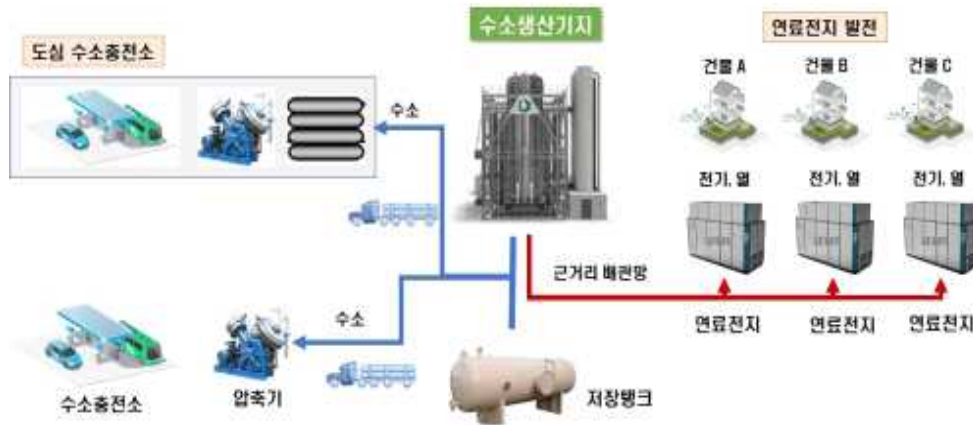 수소생산기지
연료전지 발전
도심 수소충전소
건물 A
건물 B
건물 C
수소
전기, 열
전기, 열
전기, 열
근거리 배관망
수소
연료전지
연료전지
연료전지
수소충전소
압축기
저장탱크